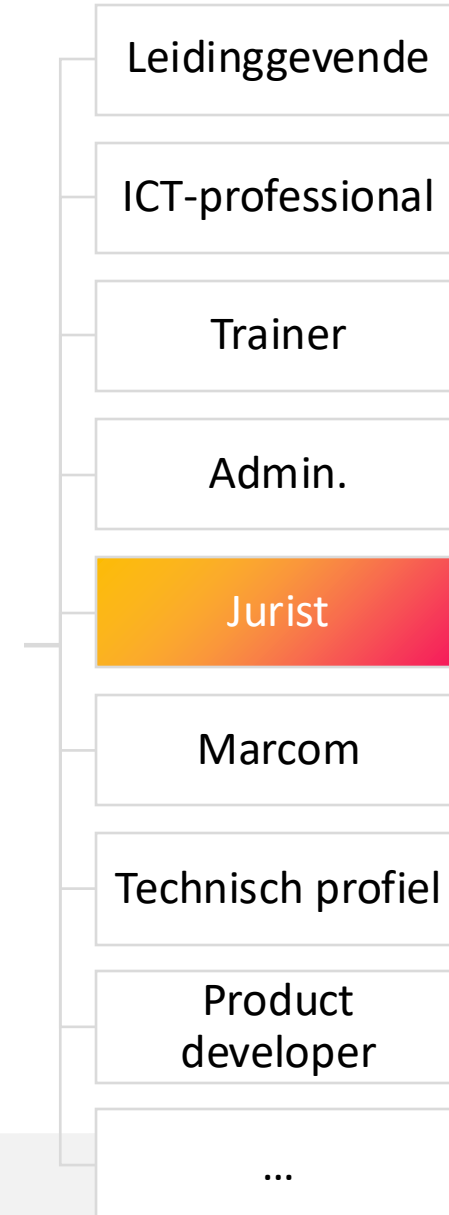 Leidinggevende
ICT-professional
Trainer
Admin.
Jurist
Marcom
Technisch profiel
Product
developer
...